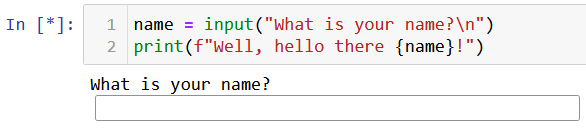 In [*]: 1 name = input("What is your name?\n")
2 print(f"Well, hello there {name}!")
What is your name?